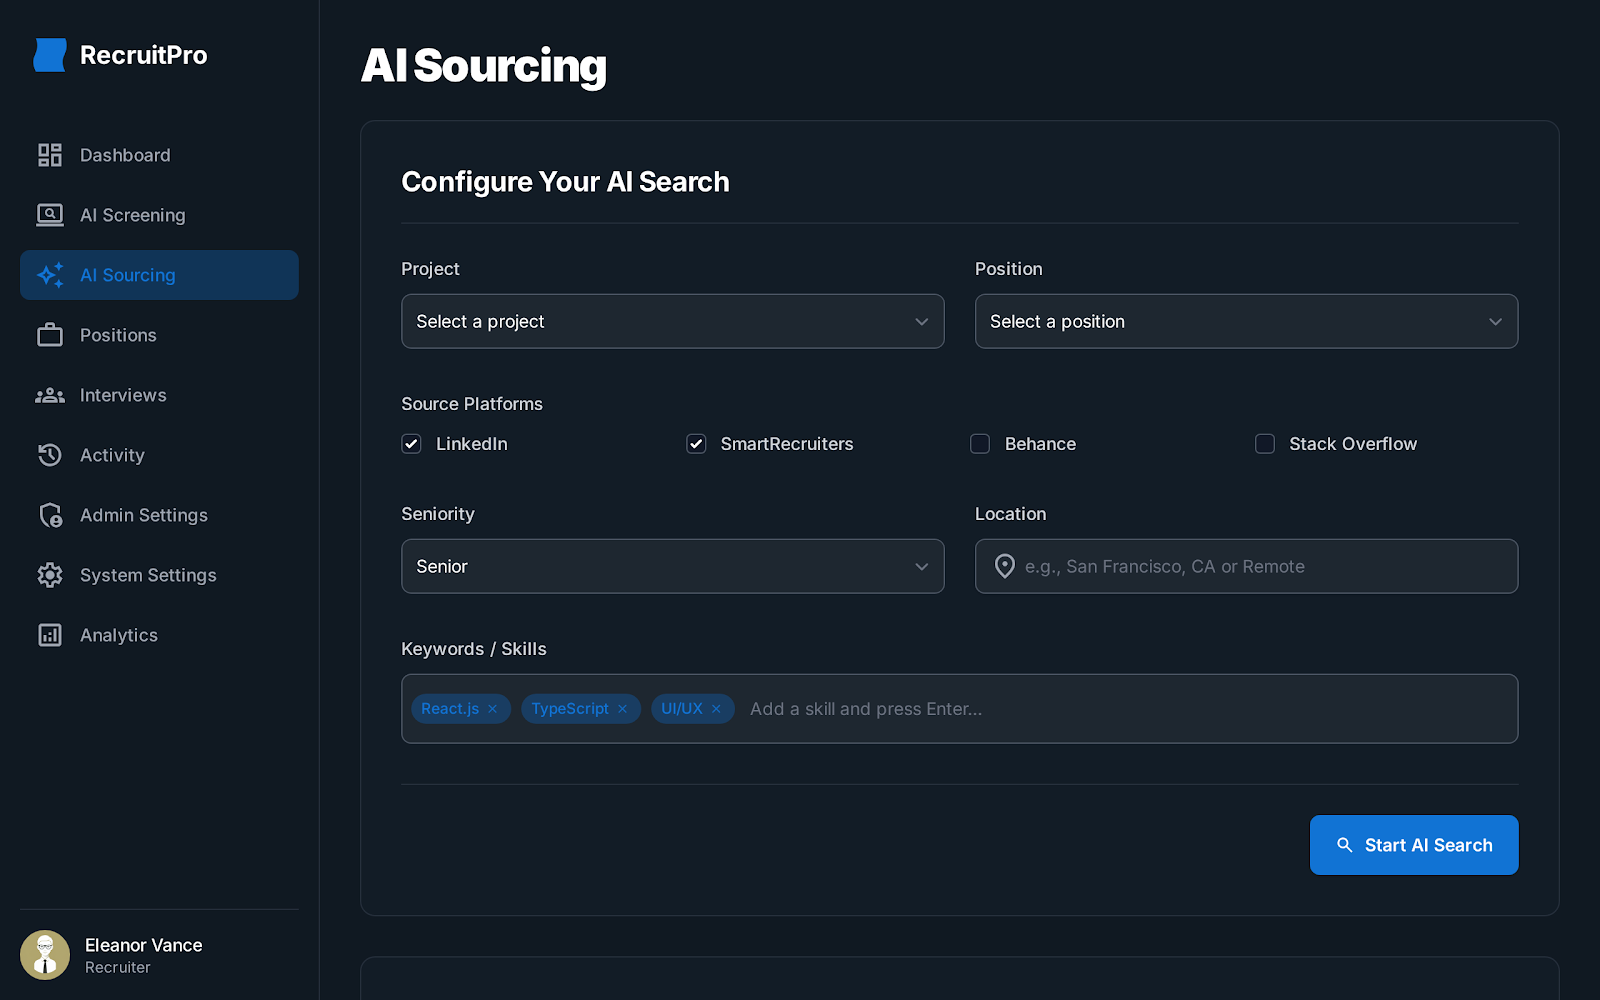 RecruitPro
Dashboard
AI Screening
AI Sourcing
Positions
Interviews
Activity
Admin Settings
System Settings
Analytics
Eleanor Vance
Recruiter
AI Sourcing
Configure Your AI Search
Project
Select a project
Position
Select a position
Source Platforms
LinkedIn
SmartRecruiters
Behance
Stack Overflow
Seniority
Senior
Location
e.g., San Francisco, CA or Remote
Keywords / Skills
React.js ×
TypeScript ×
UI/UX ×
Add a skill and press Enter...
Start AI Search